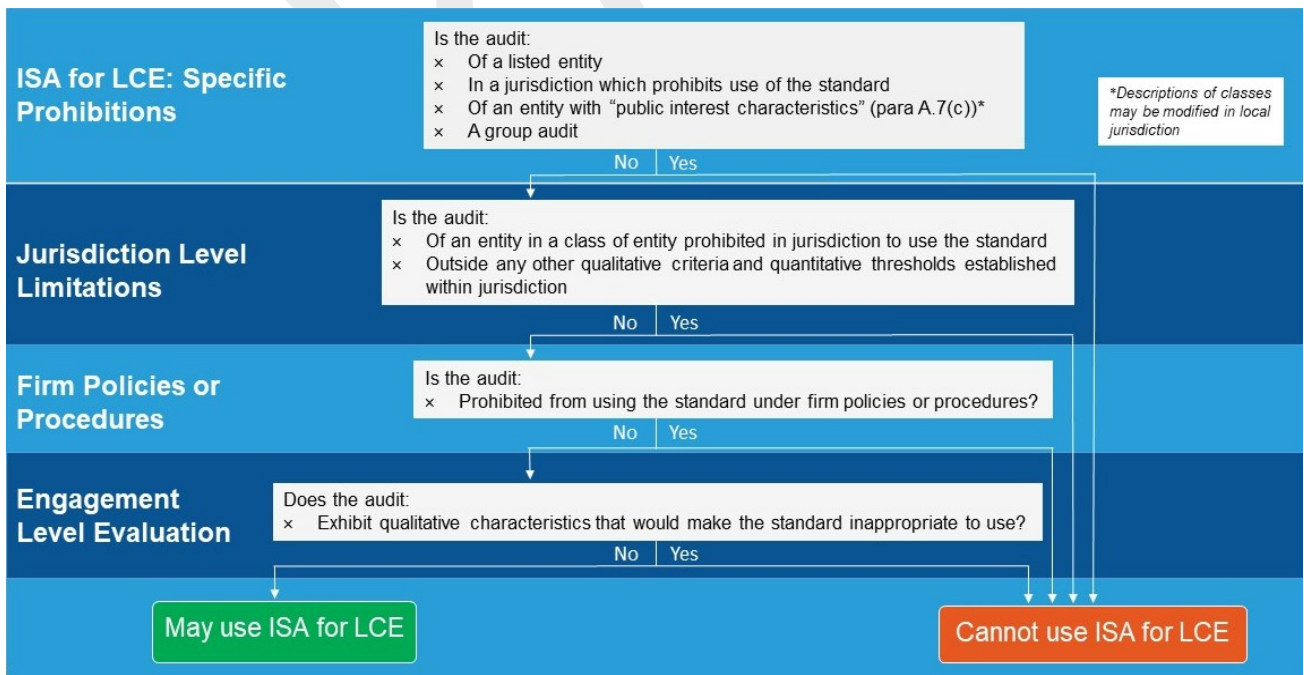 ISA for LCE: Specific
Prohibitions
Is the audit:
× Of a listed entity
× In a jurisdiction which prohibits use of the standard
× Of an entity with “public interest characteristics” (para A.7(c))*
× A group audit
*Descriptions of classes
may be modified in local
jurisdiction
No Yes
Jurisdiction Level
Limitations
Is the audit:
× Of an entity in a class of entity prohibited in jurisdiction to use the standard
× Outside any other qualitative criteria and quantitative thresholds established
within jurisdiction
No Yes
Firm Policies or
Procedures
Is the audit:
× Prohibited from using the standard under firm policies or procedures?
No Yes
Engagement
Level Evaluation
Does the audit:
× Exhibit qualitative characteristics that would make the standard inappropriate to use?
No Yes
May use ISA for LCE
Cannot use ISA for LCE